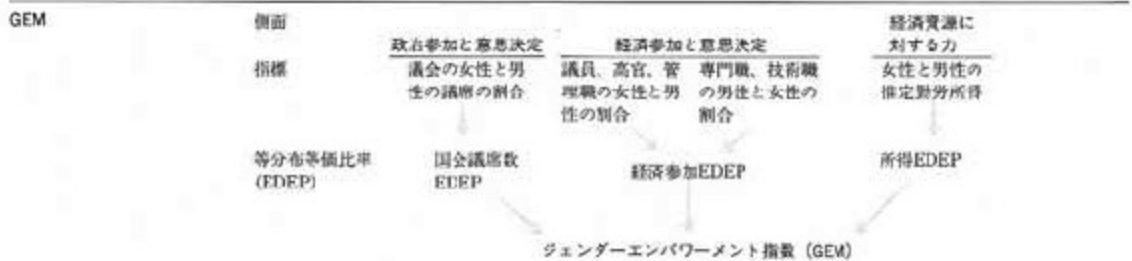 GEM
側面
政治参加と意思決定
経済参加と意思決定
経済資源に
対する力
指標
議会の女性と男
性の議席の割合
議員、高官、管
理職の女性と男
性の割合
専門職、技術職
の男性と女性の
割合
女性と男性の
推定勤労所得
等分布等価比率
(EDEP)
国会議席数
EDEP
経済参加EDEP
所得EDEP
ジェンダーエンパワーメント指数（GEM）